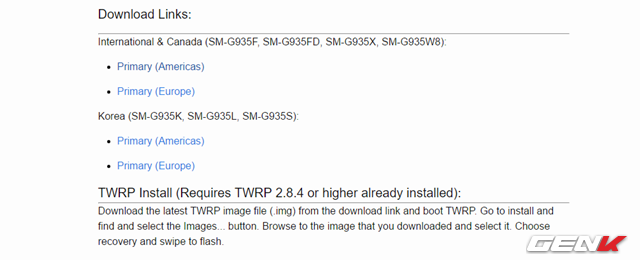 Download Links:
International & Canada (SM-G935F, SM-G935FD, SM-G935X, SM-G935W8):
Primary (Americas)
Primary (Europe)
Korea (SM-G935K, SM-G935L, SM-G935S):
Primary (Americas)
Primary (Europe)
TWRP Install (Requires TWRP 2.8.4 or higher already installed):
Download the latest TWRP image file (.img) from the download link and boot TWRP. Go to install and
find and select the Images... button. Browse to the image that you downloaded and select it. Choose
recovery and swipe to flash.
GENK